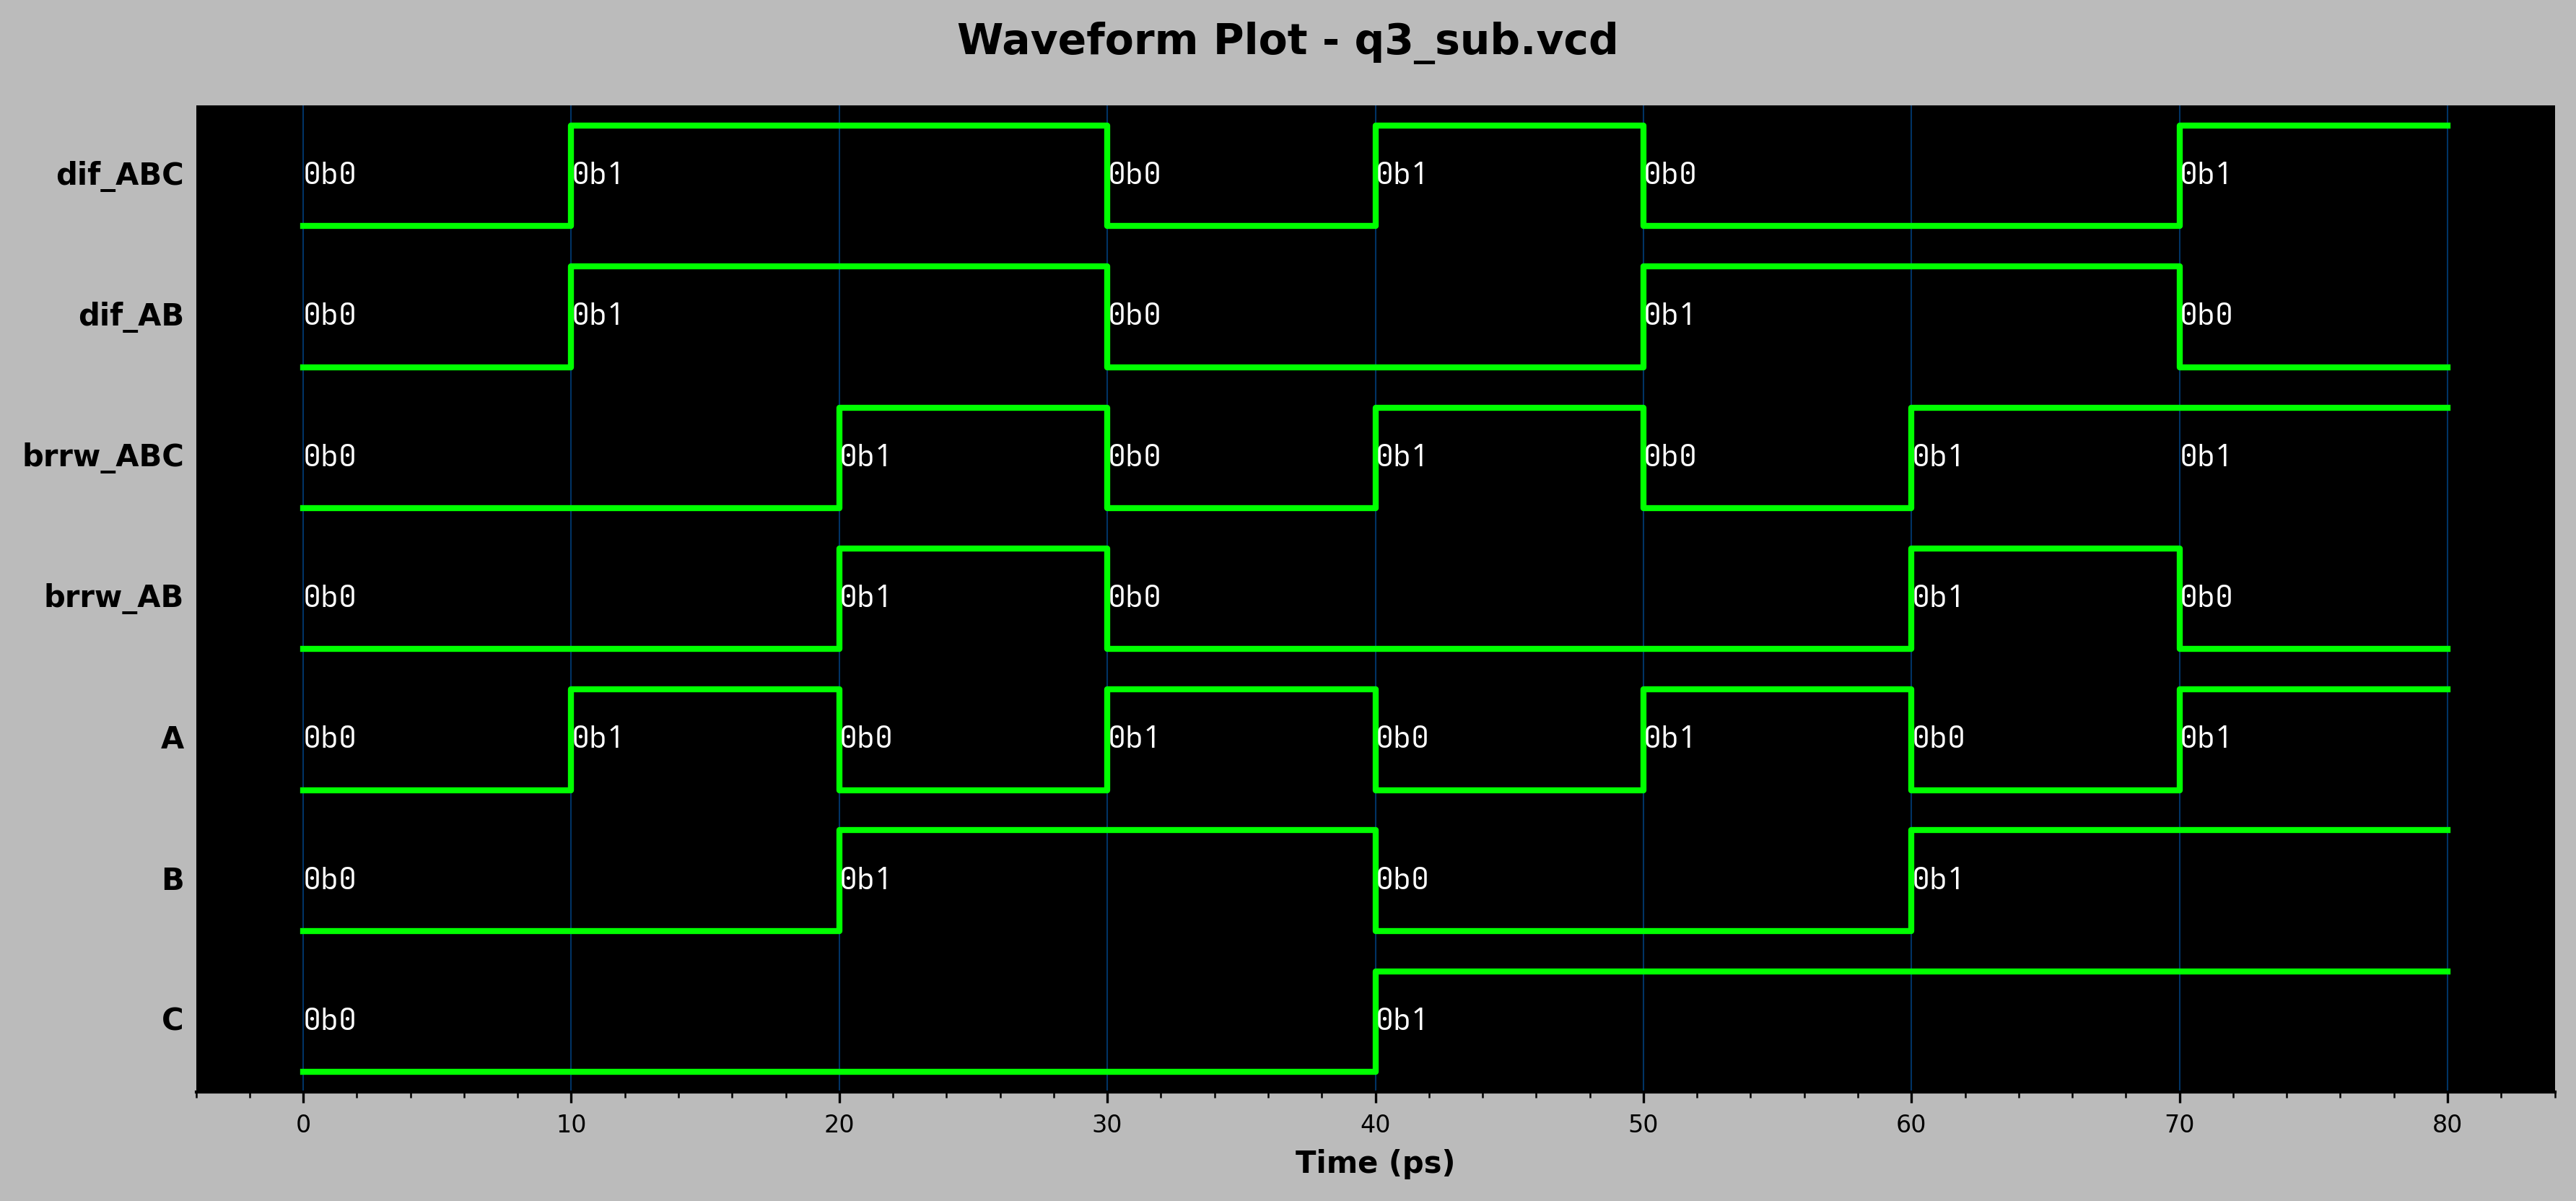 Waveform Plot - q3_sub.vcd
dif_ABC 0b0 0b1 0b0 0b1 0b0 0b1
dif_AB 0b0 0b1 0b0 0b1 0b0
brrw_ABC 0b0 0b1 0b0 0b1 0b0 0b1 0b1
brrw_AB 0b0 0b1 0b0 0b1 0b0
A 0b0 0b1 0b0 0b1 0b0 0b1 0b0 0b1
B 0b0 0b1 0b0 0b1
C 0b0 0b1
0 10 20 30 40 50 60 70 80
Time (ps)